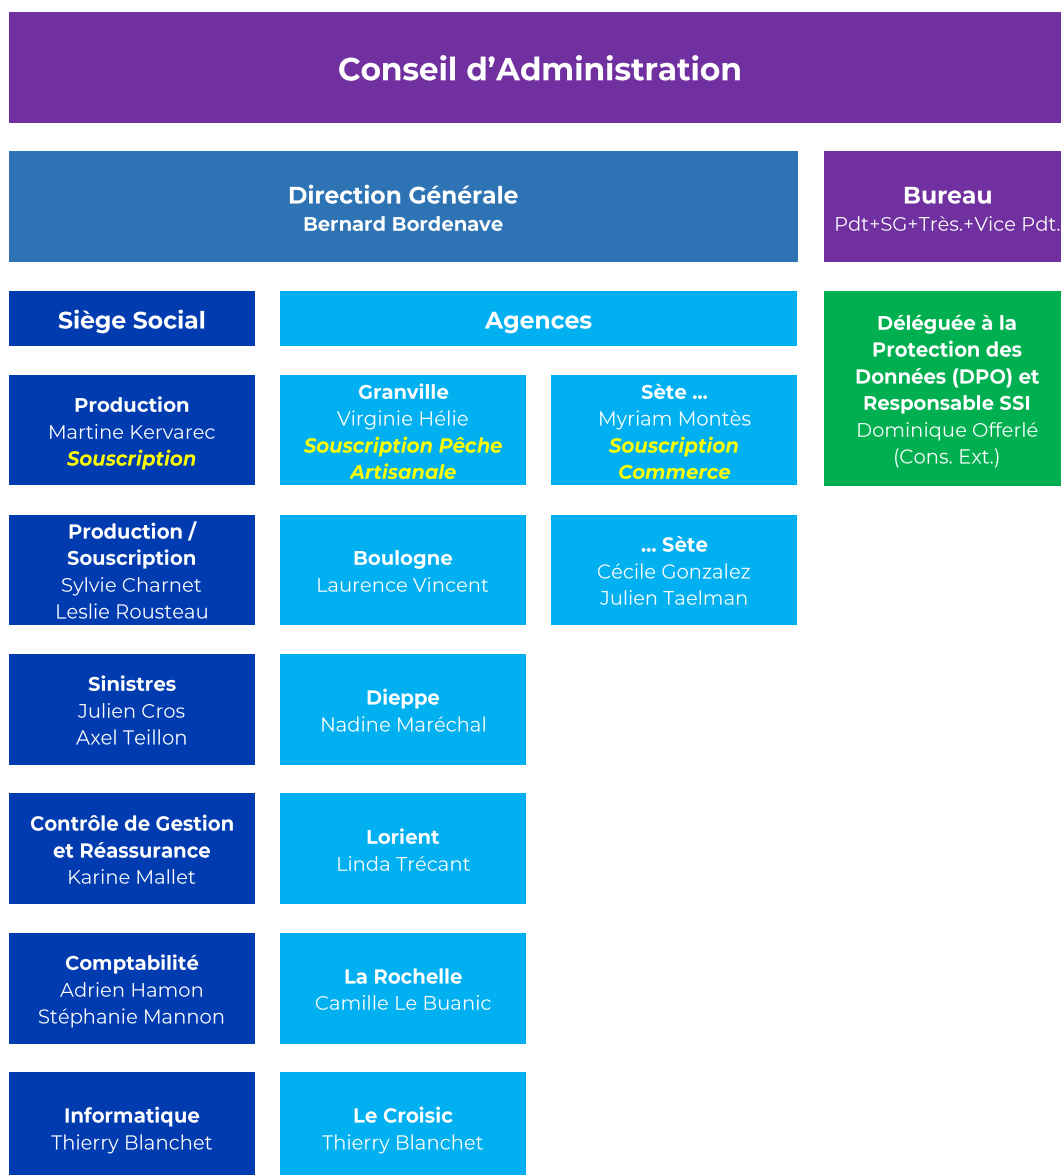 Conseil d’Administration
Direction Générale
Bernard Bordenave
Bureau
Pdt+SG+Très.+Vice Pdt.
Siège Social
Agences
Déléguée à la
Protection des
Données (DPO) et
Responsable SSI
Dominique Offerlé
(Cons. Ext.)
Production
Martine Kervarec
Souscription
Granville
Virginie Hélie
Souscription Pêche
Artisanale
Sète ...
Myriam Montès
Souscription
Commerce
Production /
Souscription
Sylvie Charnet
Leslie Rousteau
Boulogne
Laurence Vincent
... Sète
Cécile Gonzalez
Julien Taelman
Sinistres
Julien Cros
Axel Teillon
Dieppe
Nadine Maréchal
Contrôle de Gestion
et Réassurance
Karine Mallet
Lorient
Linda Trécant
Comptabilité
Adrien Hamon
Stéphanie Mannon
La Rochelle
Camille Le Buanic
Informatique
Thierry Blanchet
Le Croisic
Thierry Blanchet